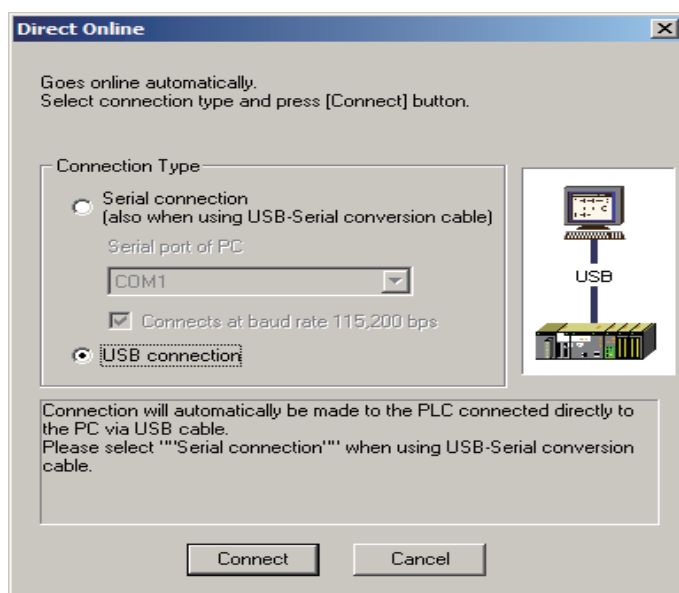 Direct Online
Goes online automatically.
Select connection type and press [Connect] button.
Connection Type
Serial connection
(also when using USB-Serial conversion cable)
Serial port of PC
COM1
Connects at baud rate 115,200 bps
USB connection
USB
Connection will automatically be made to the PLC connected directly to
the PC via USB cable.
Please select ""Serial connection"" when using USB-Serial conversion
cable.
Connect
Cancel